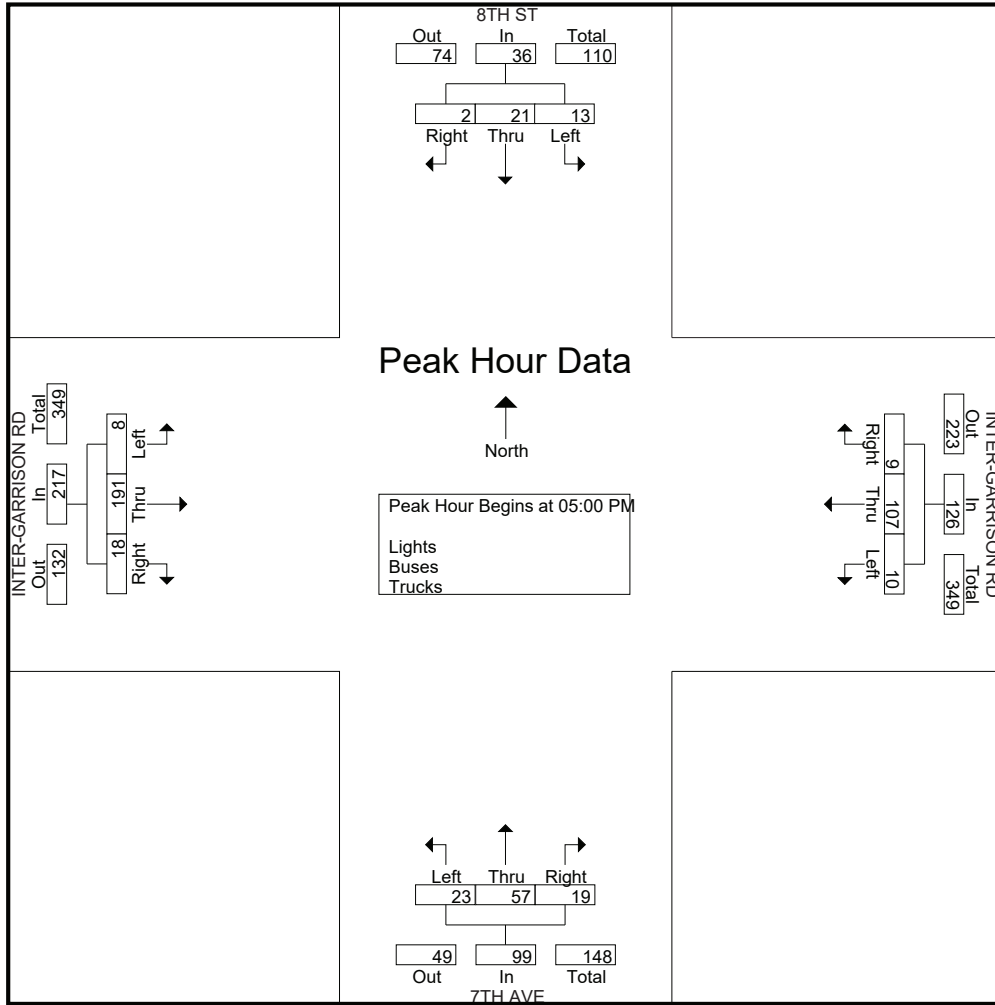 8TH ST
Out In Total
74 36 110
2 21 13
Right Thru Left
Peak Hour Data
North
Peak Hour Begins at 05:00 PM
Lights
Buses
Trucks
INTER-GARRISON RD
Out In Total
132 217 349
18 191 8
Right Thru Left
INTER-GARRISON RD
Out In Total
223 126 349
9 107 10
Right Thru Left
Left Thru Right
23 57 19
49 99 148
Out In Total
7TH AVE